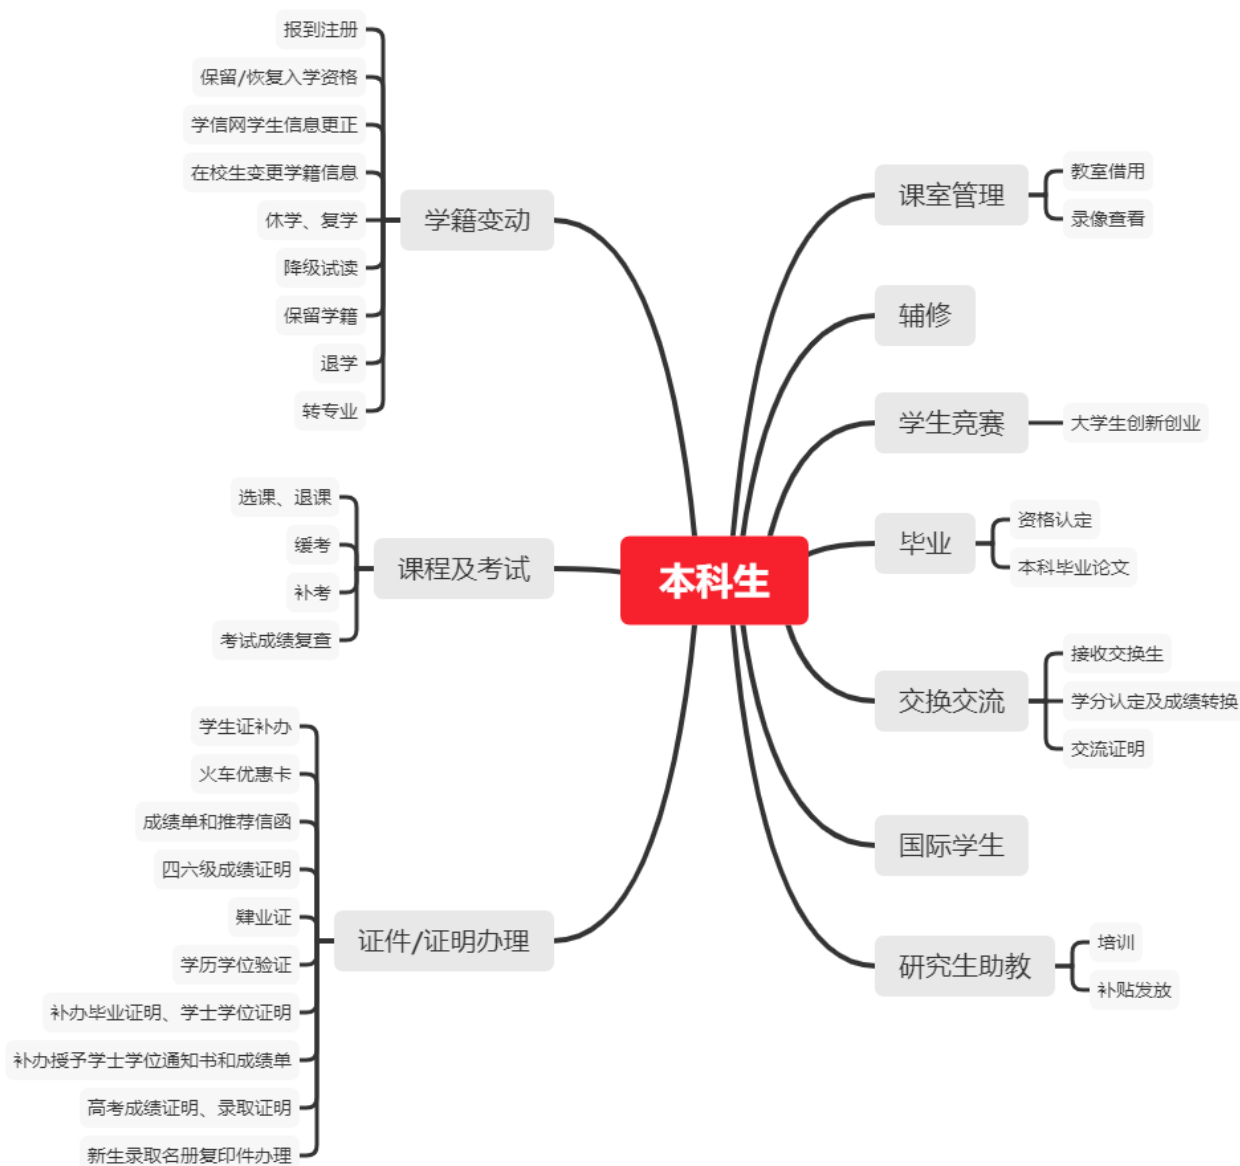 本科生
学籍变动
报到注册
保留/恢复入学资格
学信网学生信息更正
在校生变更学籍信息
休学、复学
降级试读
保留学籍
退学
转专业
课程及考试
选课、退课
缓考
补考
考试成绩复查
证件/证明办理
学生证补办
火车优惠卡
成绩单和推荐信函
四六级成绩证明
肄业证
学历学位验证
补办毕业证明、学士学位证明
补办授予学士学位通知书和成绩单
高考成绩证明、录取证明
新生录取名册复印件办理
课室管理
教室借用
录像查看
辅修
学生竞赛
大学生创新创业
毕业
资格认定
本科毕业论文
交换交流
接收交换生
学分认定及成绩转换
交流证明
国际学生
研究生助教
培训
补贴发放